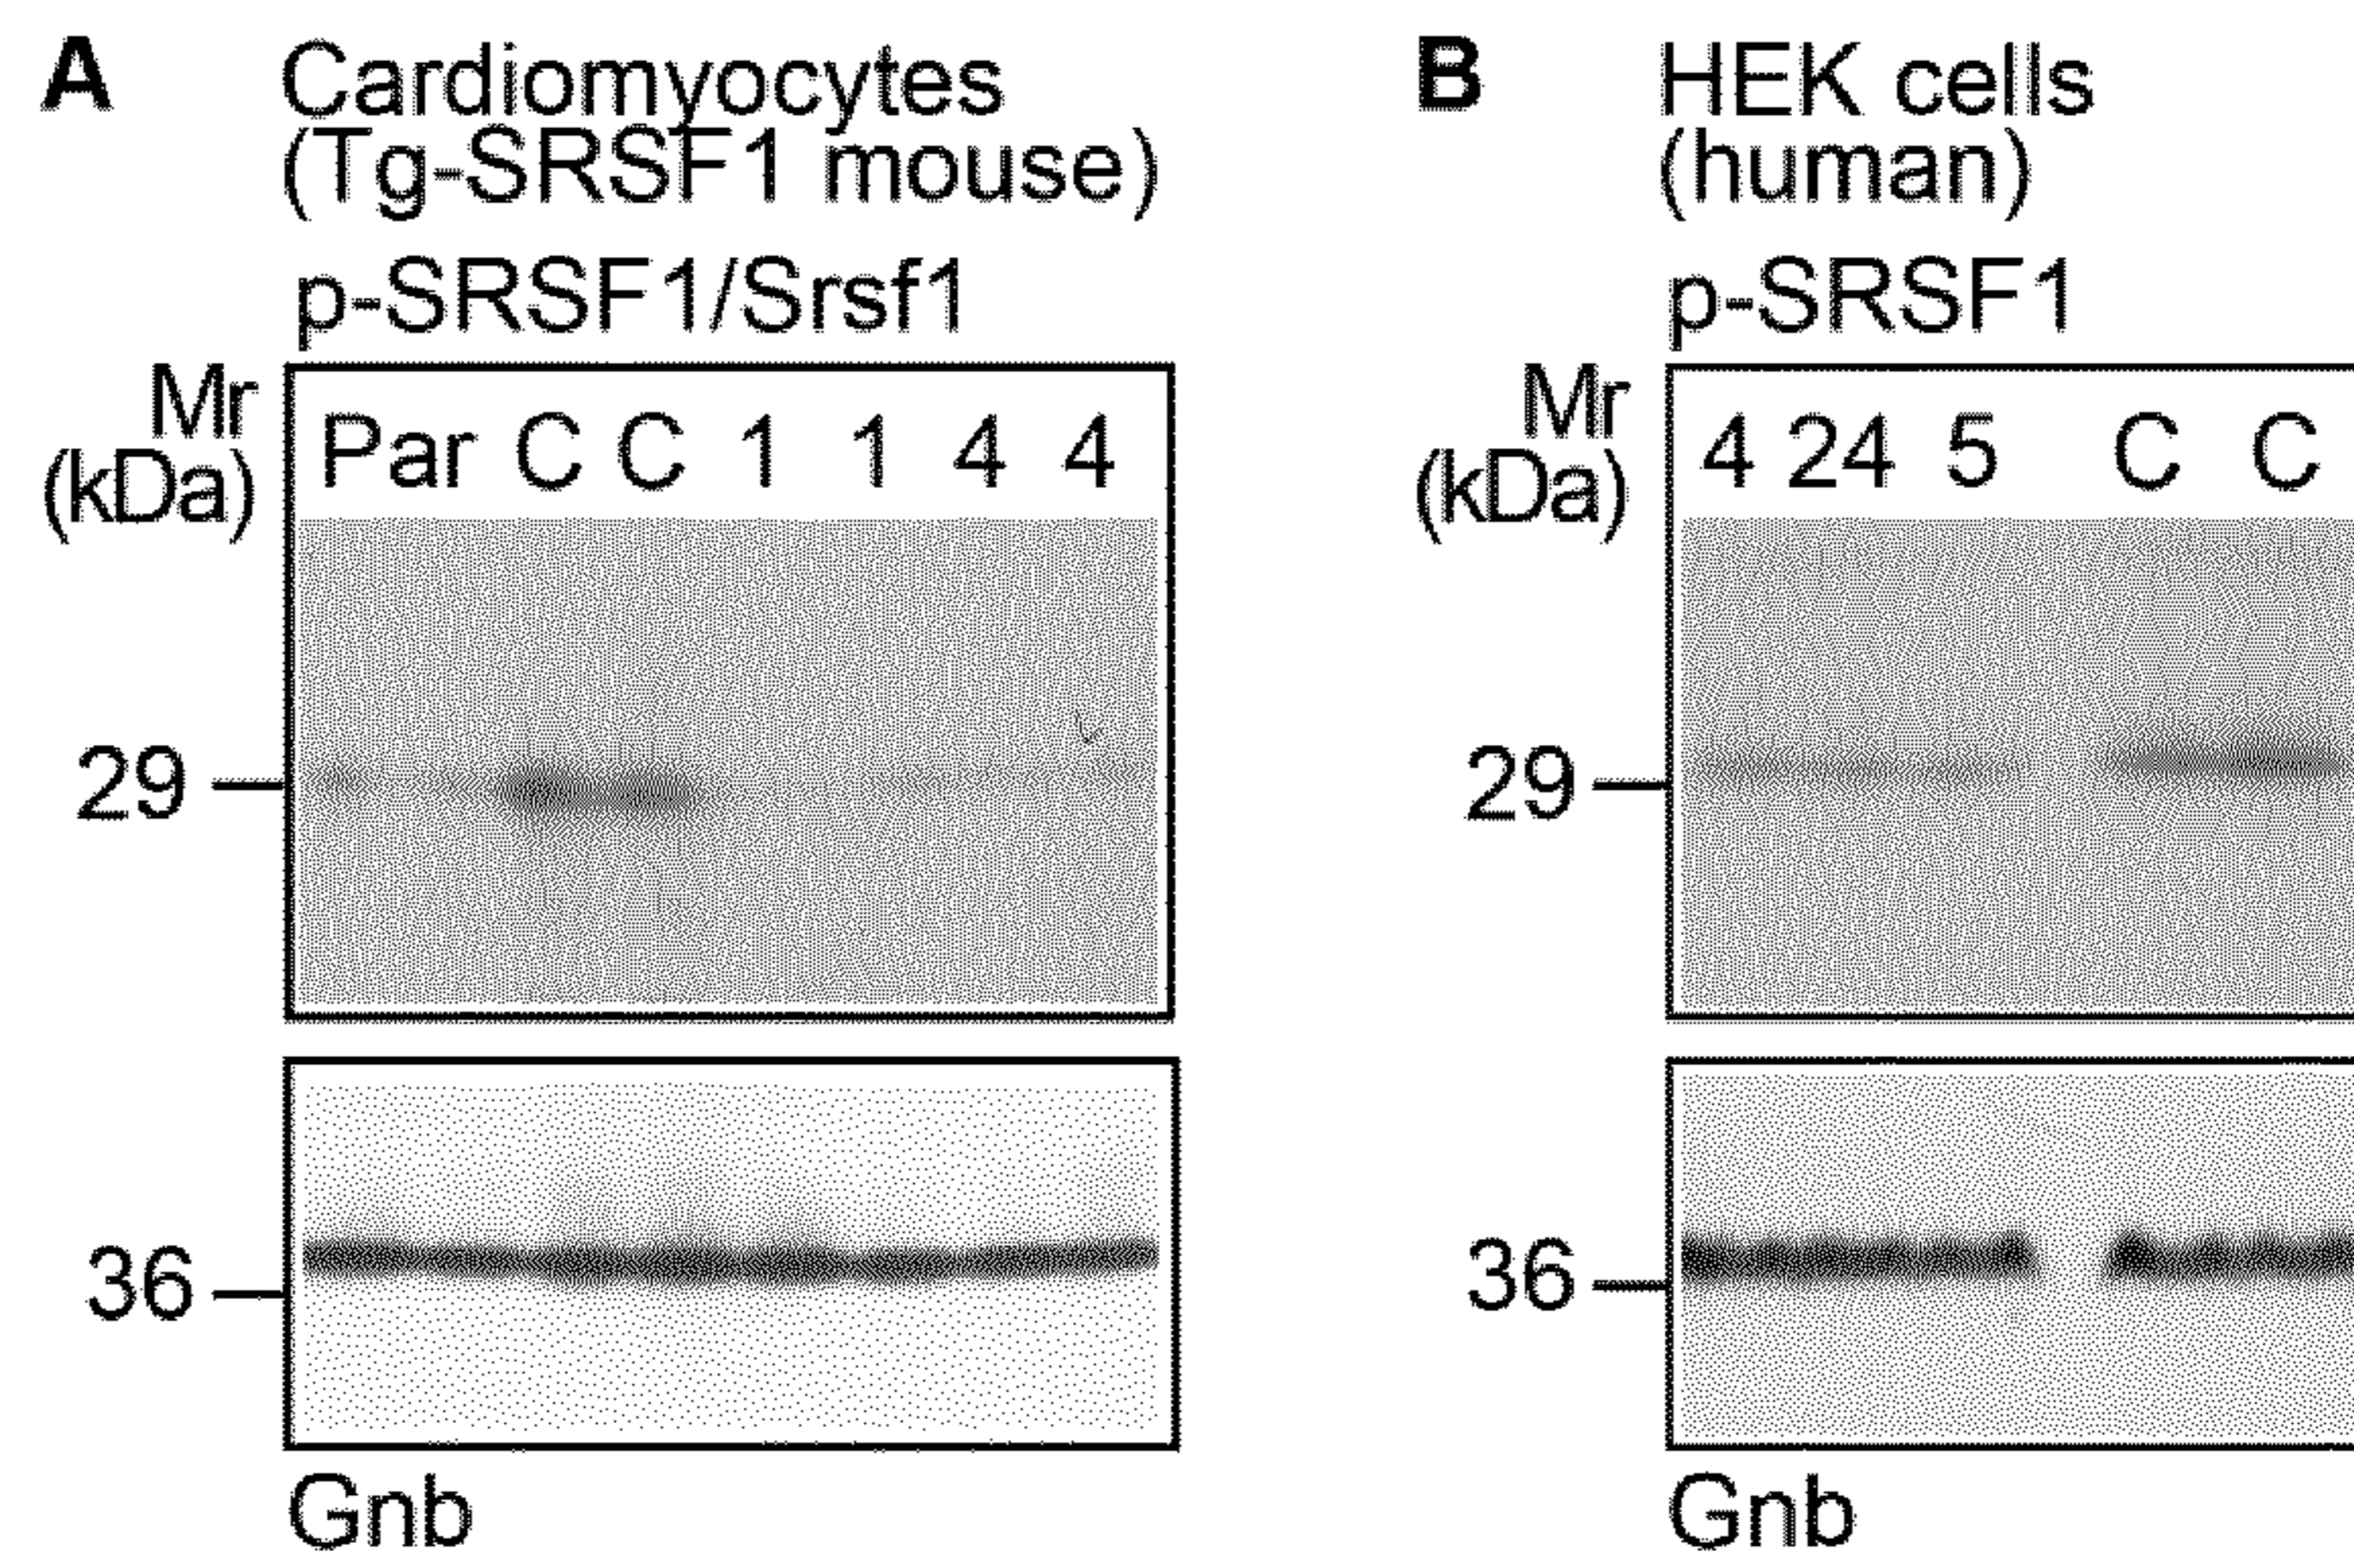 A
Cardiomyocytes
(Tg-SRSF1 mouse)
p-SRSF1/Srsf1
Mr
(kDa)
Par C C 1 1 4 4
29
36
Gnb
B
HEK cells
(human)
p-SRSF1
Mr
(kDa)
4 24 5 C C
29
36
Gnb